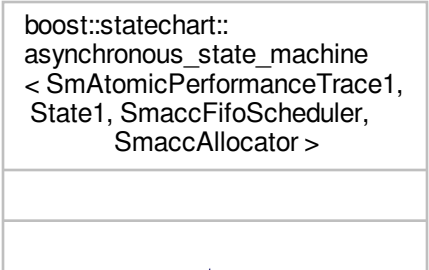 boost::statechart::
asynchronous_state_machine
< SmAtomicPerformanceTrace1,
State1, SmaccFifoScheduler,
SmaccAllocator >